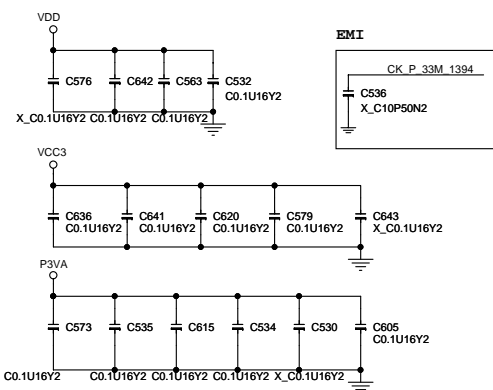 VDD
C576 C642 C563 C532
C0.1U16Y2
X_C0.1U16Y2 C0.1U16Y2 C0.1U16Y2
EMI
CK_P_33M_1394
C536
X_C10P50N2
VCC3
C636 C641 C620 C579 C643
C0.1U16Y2 C0.1U16Y2 C0.1U16Y2 C0.1U16Y2 X_C0.1U16Y2
P3VA
C573 C535 C615 C534 C530 C605
C0.1U16Y2
C0.1U16Y2 C0.1U16Y2 C0.1U16Y2 C0.1U16Y2 X_C0.1U16Y2